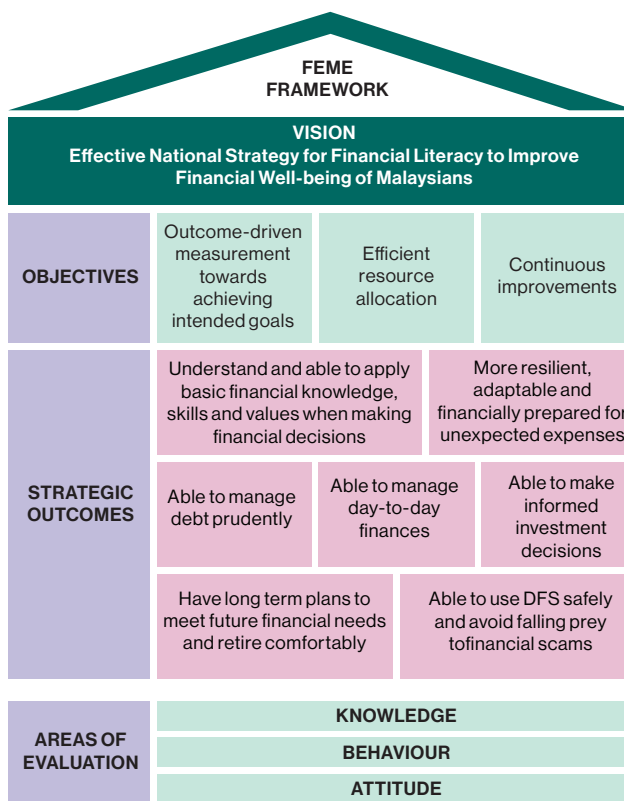 FEME
FRAMEWORK
VISION
Effective National Strategy for Financial Literacy to Improve
Financial Well-being of Malaysians
OBJECTIVES
Outcome-driven
measurement
towards
achieving
intended goals
Efficient
resource
allocation
Continuous
improvements
STRATEGIC
OUTCOMES
Understand and able to apply
basic financial knowledge,
skills and values when making
financial decisions
More resilient,
adaptable and
financially prepared for
unexpected expenses
Able to manage
debt prudently
Able to manage
day-to-day
finances
Able to make
informed
investment
decisions
Have long term plans to
meet future financial needs
and retire comfortably
Able to use DFS safely
and avoid falling prey
tofinancial scams
AREAS OF
EVALUATION
KNOWLEDGE
BEHAVIOUR
ATTITUDE